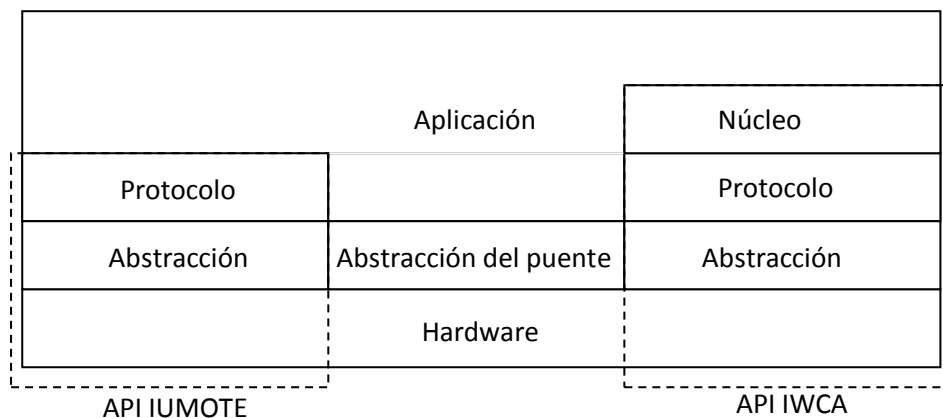 Aplicación
Núcleo
Protocolo
Protocolo
Abstracción
Abstracción del puente
Abstracción
Hardware
API IUMOTE
API IWCA